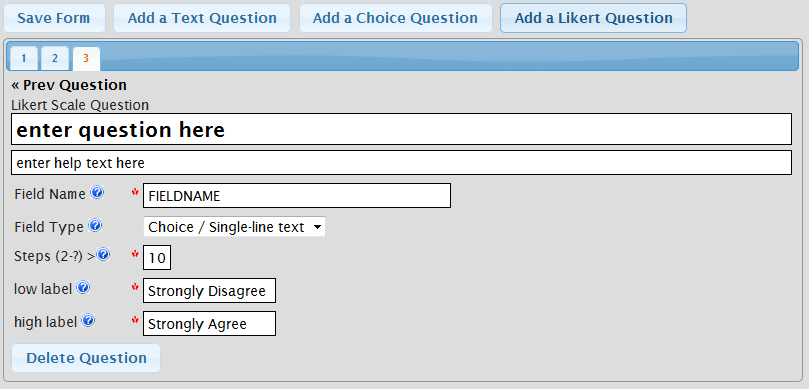 Save Form Add a Text Question Add a Choice Question Add a Likert Question
1 2 3
« Prev Question
Likert Scale Question
enter question here
enter help text here
Field Name ? * FIELDNAME
Field Type ? Choice / Single-line text
Steps (2-?) > ? * 10
low label ? * Strongly Disagree
high label ? * Strongly Agree
Delete Question